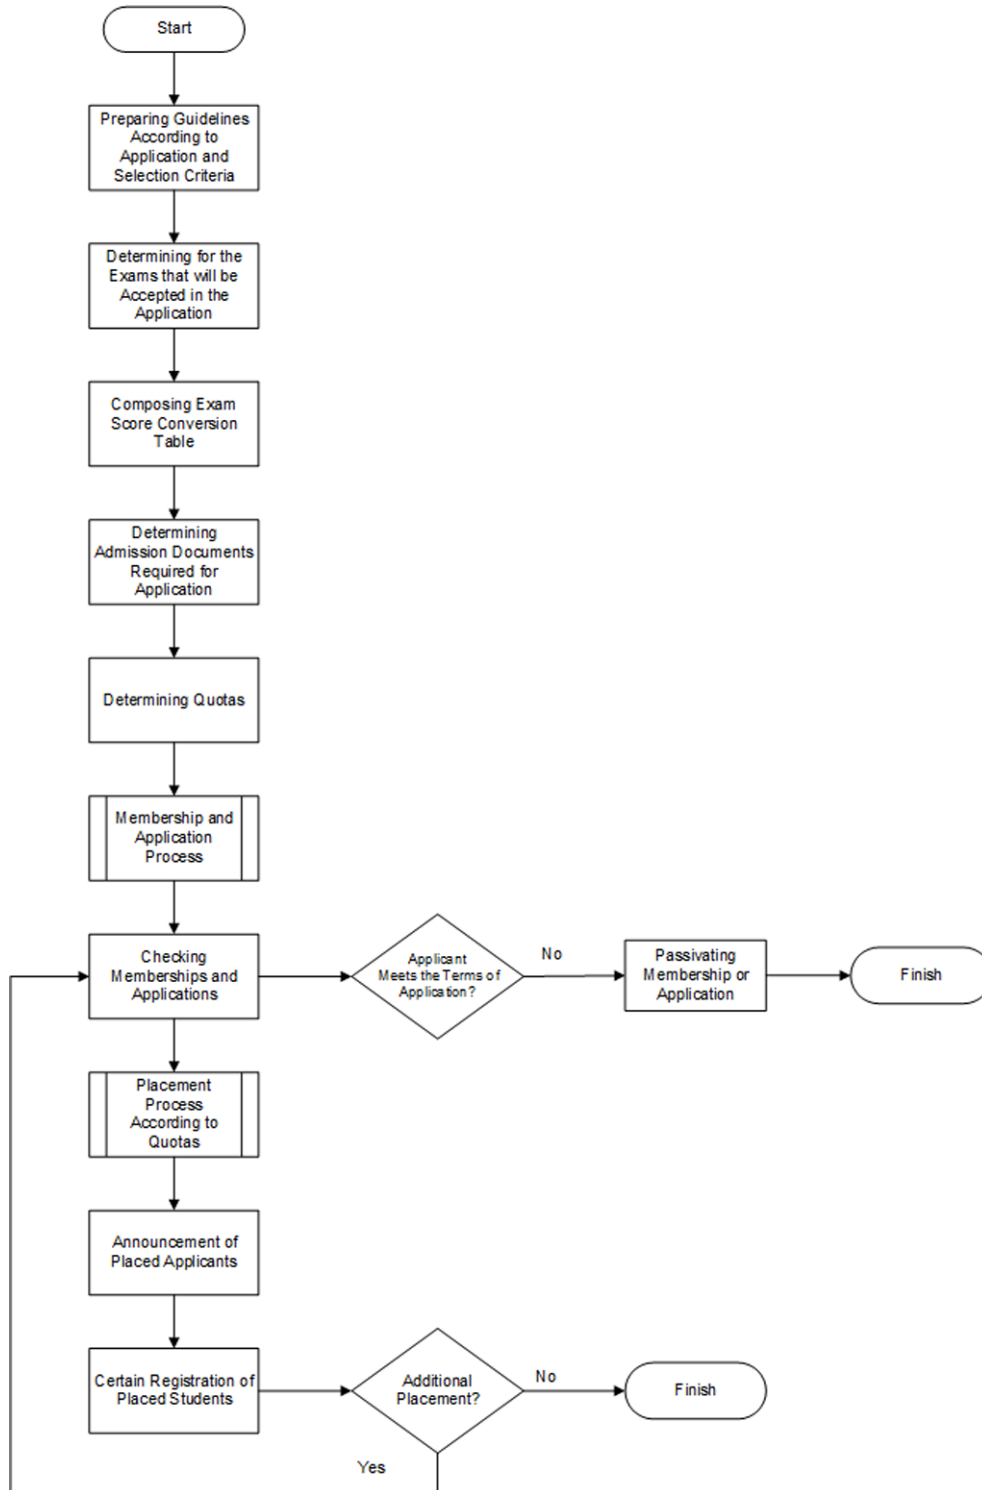 Start
Preparing Guidelines
According to
Application and
Selection Criteria
Determining for the
Exams that will be
Accepted in the
Application
Composing Exam
Score Conversion
Table
Determining
Admission Documents
Required for
Application
Determining Quotas
Membership and
Application
Process
Checking
Memberships and
Applications
Applicant
Meets the Terms of
Application?
No
Passivating
Membership or
Application
Finish
Placement
Process
According to
Quotas
Announcement of
Placed Applicants
Certain Registration of
Placed Students
Additional
Placement?
No
Finish
Yes